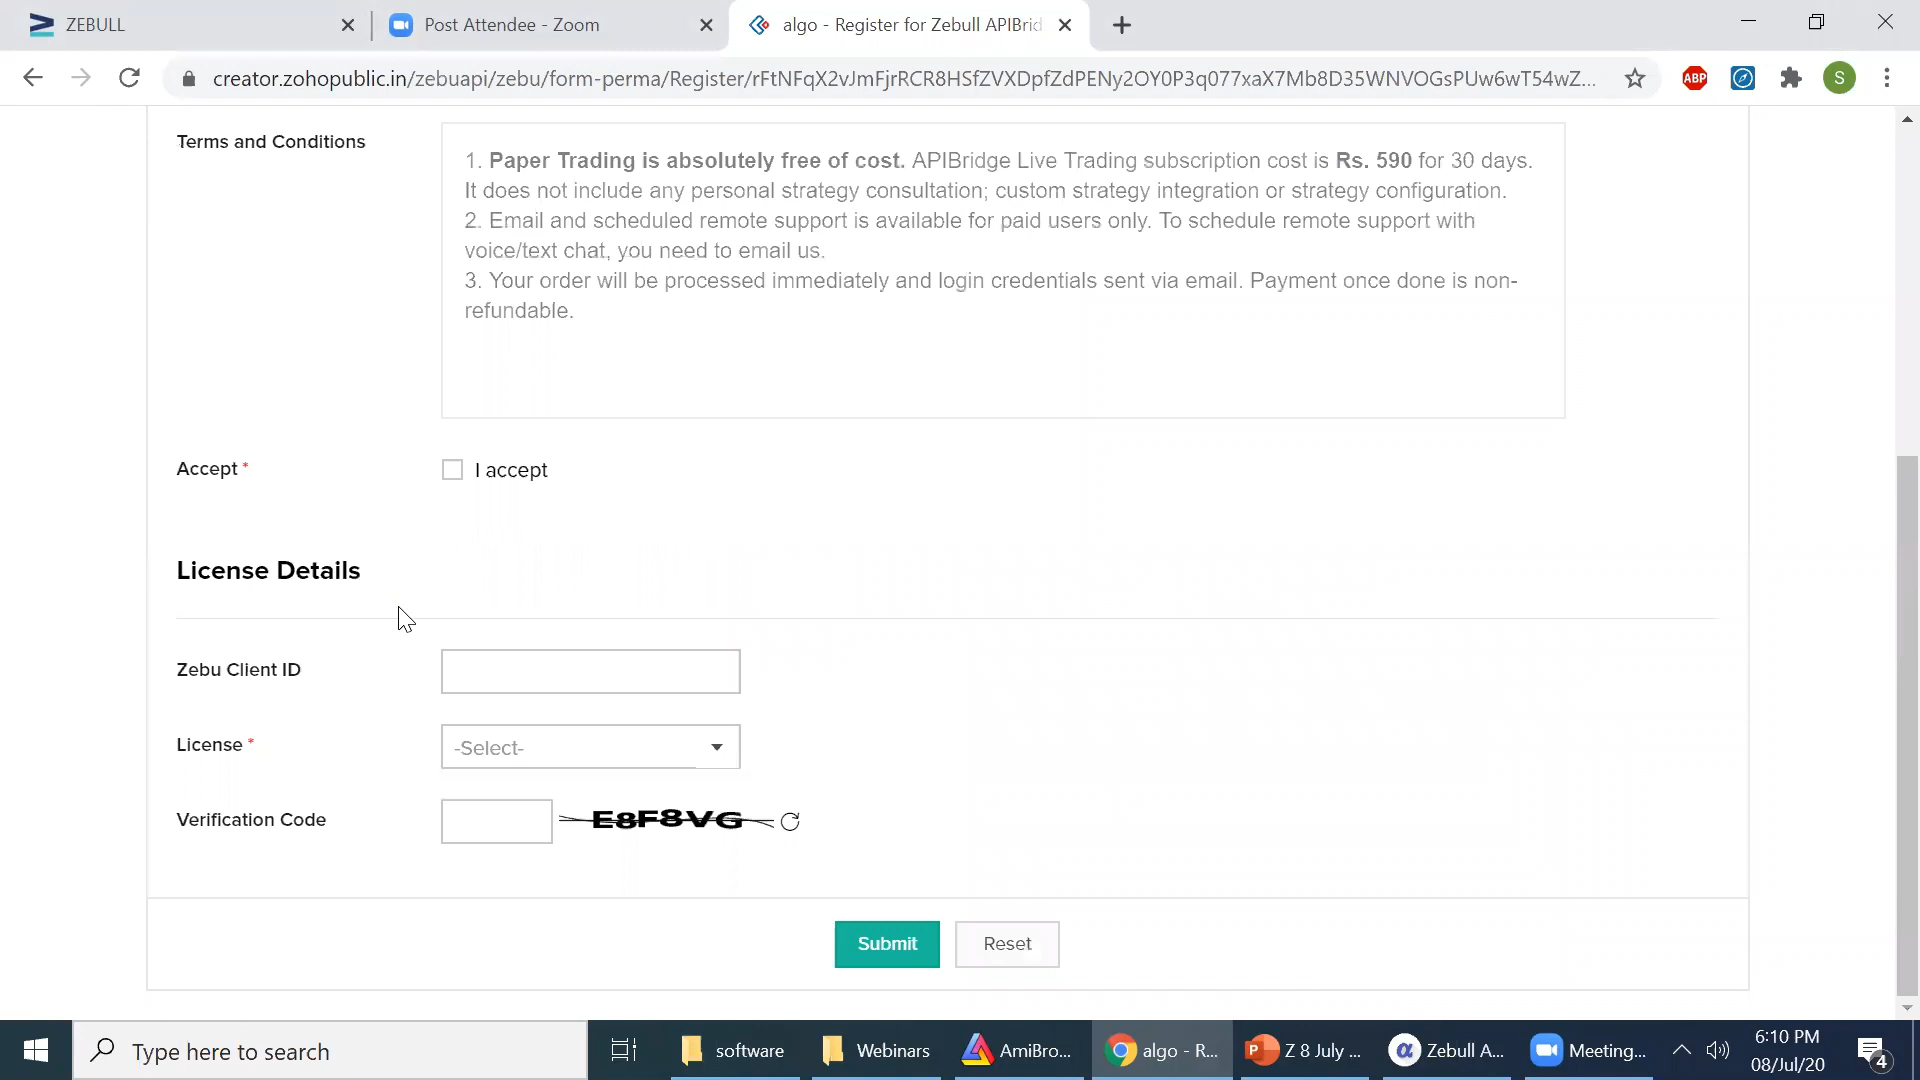 ZEBULL
Post Attendee - Zoom
algo - Register for Zebull APIBrid
creator.zohopublic.in/zebuapi/zebu/form-perma/Register/rFtNFqX2vJmFjrRCR8HSfZVXDpfZdPENy2OY0P3q077xaX7Mb8D35WNVOGsPUw6wT54wZ...
ABP
S
Terms and Conditions
1. Paper Trading is absolutely free of cost. APIBridge Live Trading subscription cost is Rs. 590 for 30 days.
It does not include any personal strategy consultation; custom strategy integration or strategy configuration.
2. Email and scheduled remote support is available for paid users only. To schedule remote support with
voice/text chat, you need to email us.
3. Your order will be processed immediately and login credentials sent via email. Payment once done is non-
refundable.
Accept *
I accept
License Details
Zebu Client ID
License *
-Select-
Verification Code
E8F8VG
Submit
Reset
Type here to search
software
Webinars
AmiBro...
algo - R...
Z 8 July ...
Zebull A...
Meeting...
6:10 PM
08/Jul/20
4